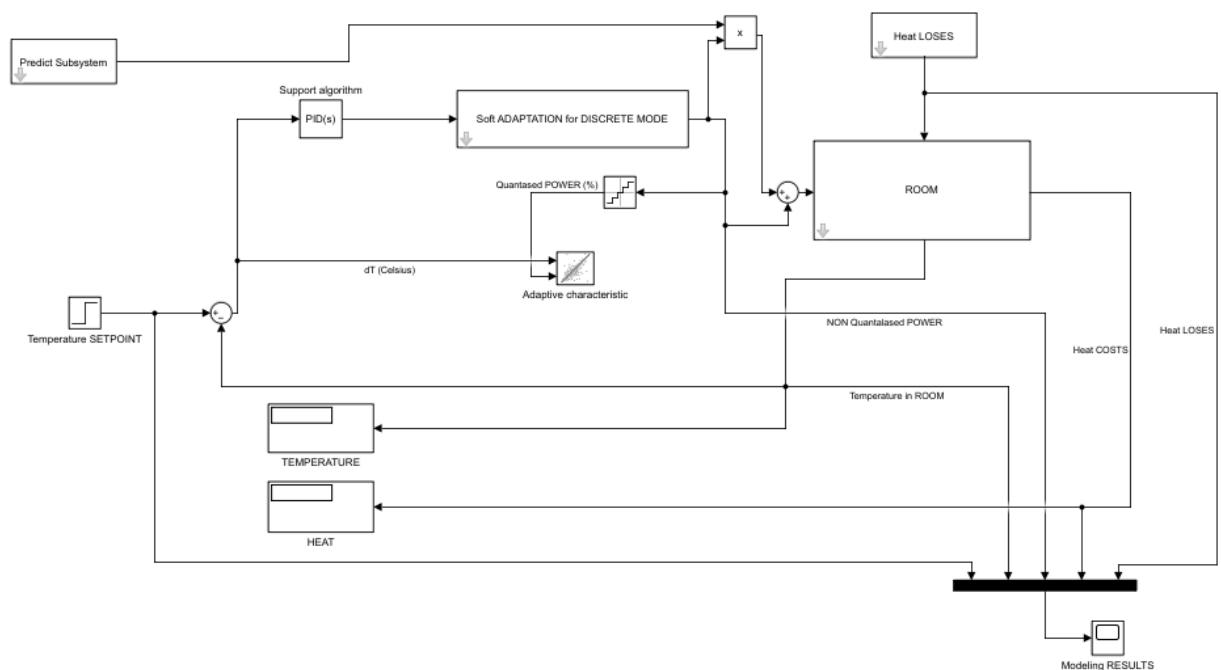 x
Heat LOSES
Predict Subsystem
Support algorithm
PID(s)
Soft ADAPTATION for DISCRETE MODE
Quantased POWER (%)
ROOM
dT (Celsius)
Adaptive characteristic
Temperature SETPOINT
NON Quantalased POWER
Heat LOSES
Heat COSTS
Temperature in ROOM
TEMPERATURE
HEAT
Modeling RESULTS